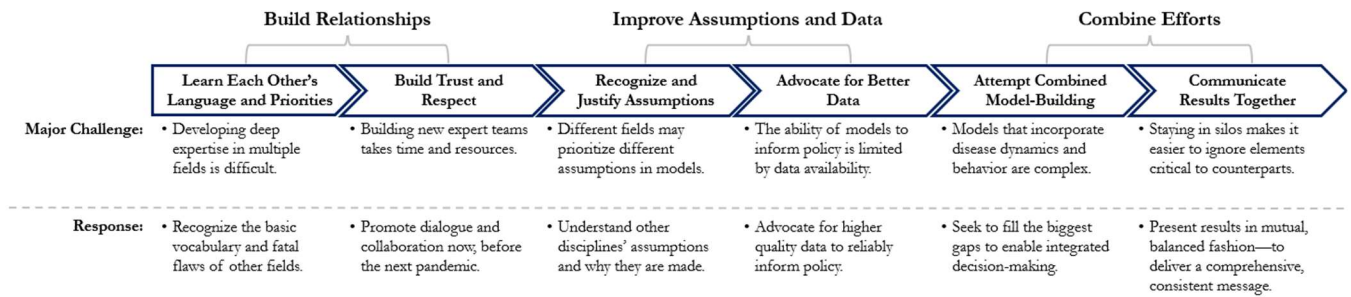 Build Relationships
Improve Assumptions and Data
Combine Efforts
Learn Each Other's
Language and Priorities
Build Trust and
Respect
Recognize and
Justify Assumptions
Advocate for Better
Data
Attempt Combined
Model-Building
Communicate
Results Together
Major Challenge:
• Developing deep
expertise in multiple
fields is difficult.
• Building new expert teams
takes time and resources.
• Different fields may
prioritize different
assumptions in models.
• The ability of models to
inform policy is limited
by data availability.
• Models that incorporate
disease dynamics and
behavior are complex.
• Staying in silos makes it
easier to ignore elements
critical to counterparts.
Response:
• Recognize the basic
vocabulary and fatal
flaws of other fields.
• Promote dialogue and
collaboration now, before
the next pandemic.
• Understand other
disciplines' assumptions
and why they are made.
• Advocate for higher
quality data to reliably
inform policy.
• Seek to fill the biggest
gaps to enable integrated
decision-making.
• Present results in mutual,
balanced fashion—to
deliver a comprehensive,
consistent message.